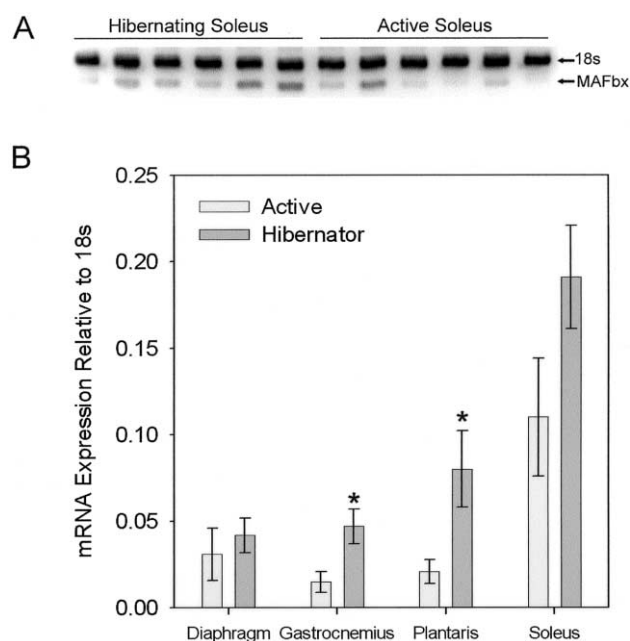 A
Hibernating Soleus
Active Soleus
18s
MAFbx
B
mRNA Expression Relative to 18s
0.25
0.20
0.15
0.10
0.05
0.00
Active
Hibernator
*
*
Diaphragm Gastrocnemius Plantaris Soleus